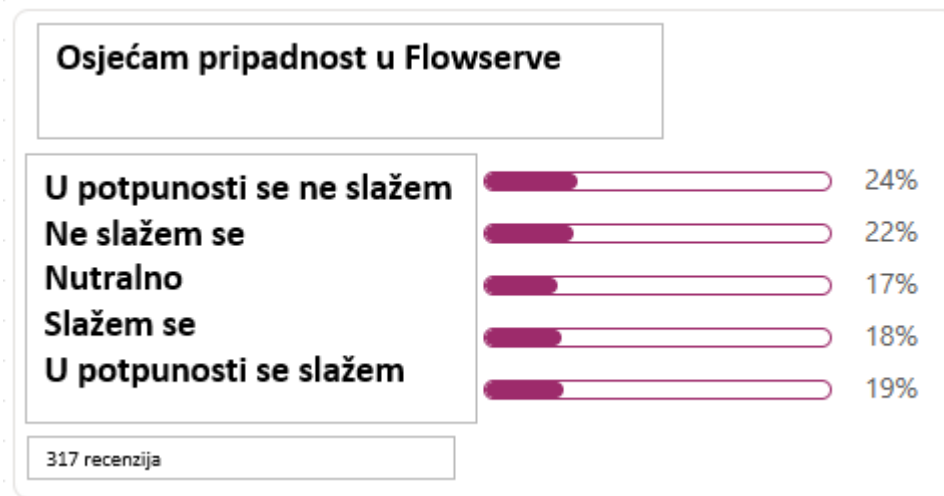 Osjećam pripadnost u Flowserve
U potpunosti se ne slažem 24%
Ne slažem se 22%
Nutralno 17%
Slažem se 18%
U potpunosti se slažem 19%
317 recenzija